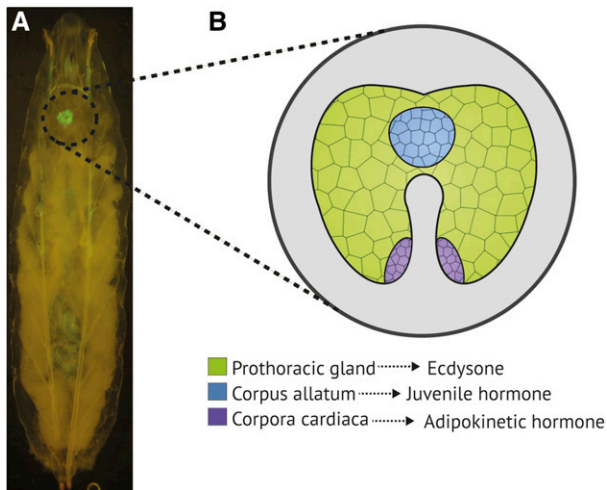 A
B
Prothoracic gland Ecdysone
Corpus allatum Juvenile hormone
Corpora cardiaca Adipokinetic hormone